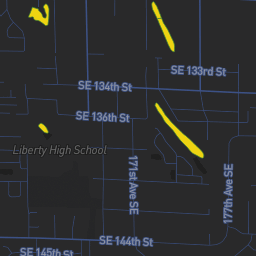 SE 133rd St
SE 134th St
SE 136th St
Liberty High School
171st Ave SE
177th Ave SE
SE 144th St
SE 145th St